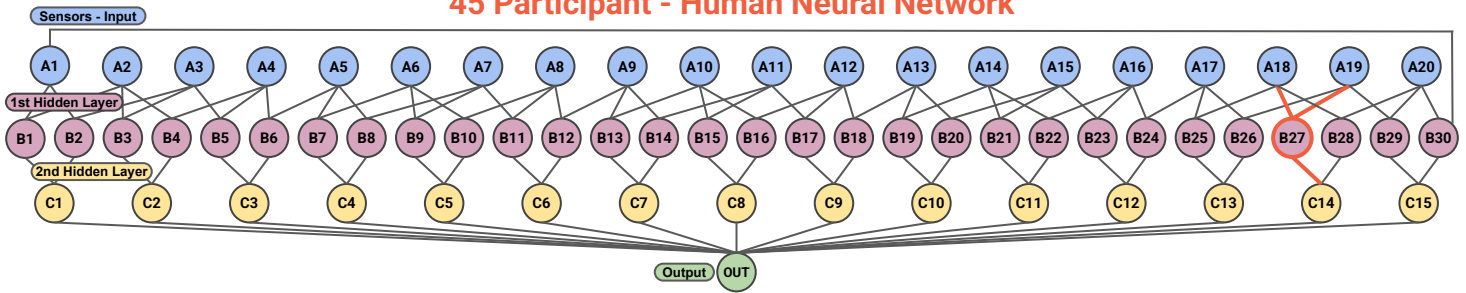 45 Participant - Human Neural Network
Sensors - Input
A1 A2 A3 A4 A5 A6 A7 A8 A9 A10 A11 A12 A13 A14 A15 A16 A17 A18 A19 A20
1st Hidden Layer
B1 B2 B3 B4 B5 B6 B7 B8 B9 B10 B11 B12 B13 B14 B15 B16 B17 B18 B19 B20 B21 B22 B23 B24 B25 B26 B27 B28 B29 B30
2nd Hidden Layer
C1 C2 C3 C4 C5 C6 C7 C8 C9 C10 C11 C12 C13 C14 C15
Output OUT